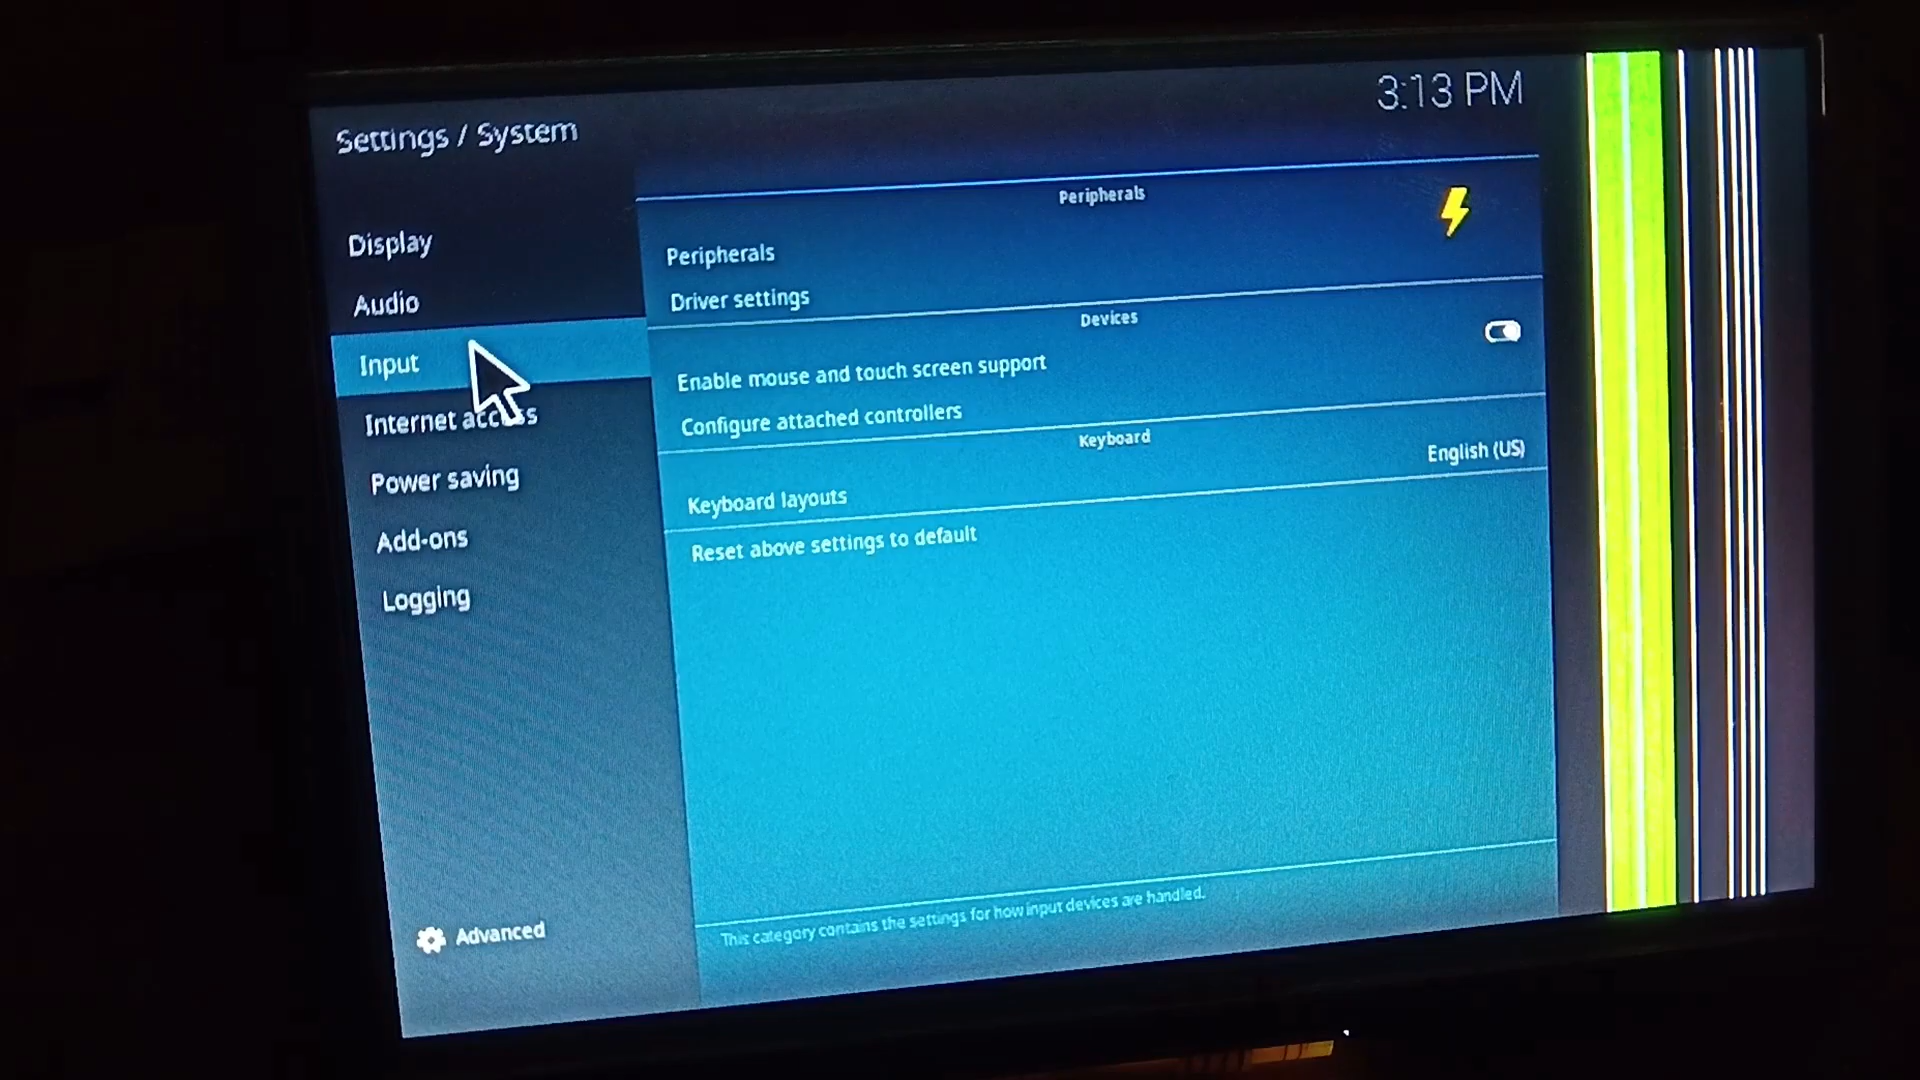 Settings / System
3:13 PM
Display
Audio
Input
Internet access
Power saving
Add-ons
Logging
Advanced
Peripherals
Peripherals
Driver settings
Devices
Enable mouse and touch screen support
Configure attached controllers
Keyboard
Keyboard layouts English (US)
Reset above settings to default
This category contains the settings for how input devices are handled.